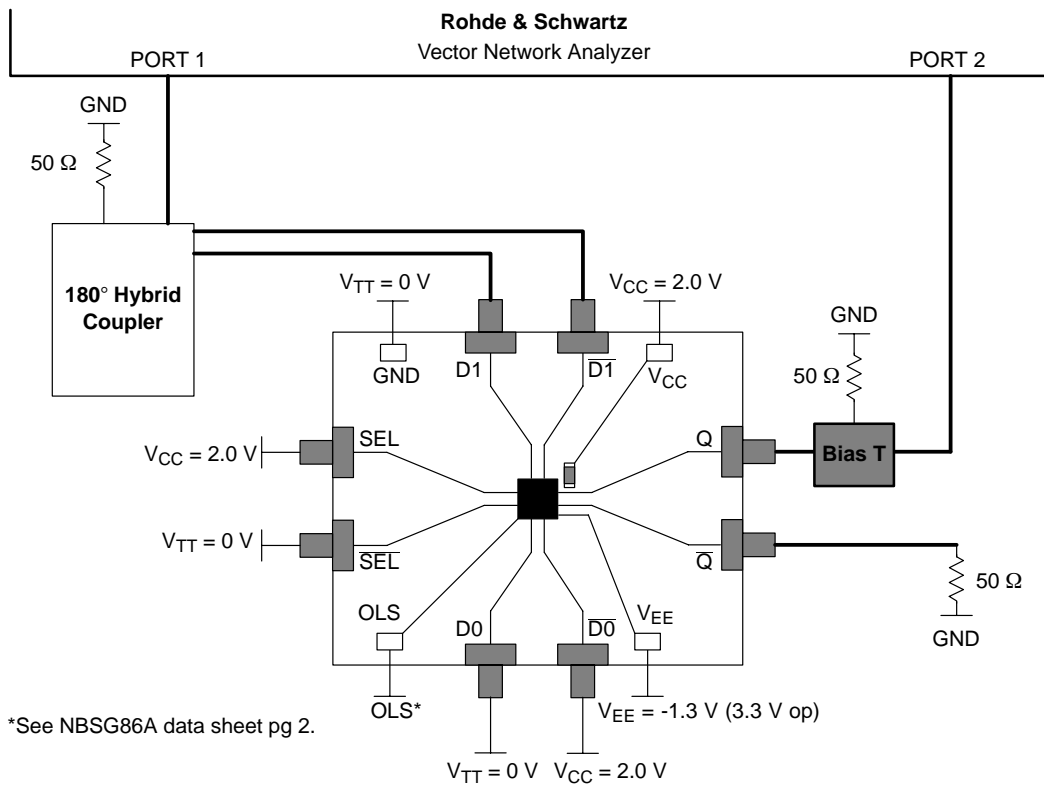 Rohde & Schwartz
Vector Network Analyzer
PORT 1
PORT 2
GND
50 Ω
180° Hybrid
Coupler
V_TT = 0 V
V_CC = 2.0 V
GND
50 Ω
D1
D1̅
GND
V_CC
SEL
V_CC = 2.0 V
Q
Bias T
V_TT = 0 V
S̅E̅L̅
Q̅
50 Ω
GND
OLS
D0
D̅0̅
V_EE
OLS*
V_EE = -1.3 V (3.3 V op)
*See NBSG86A data sheet pg 2.
V_TT = 0 V
V_CC = 2.0 V